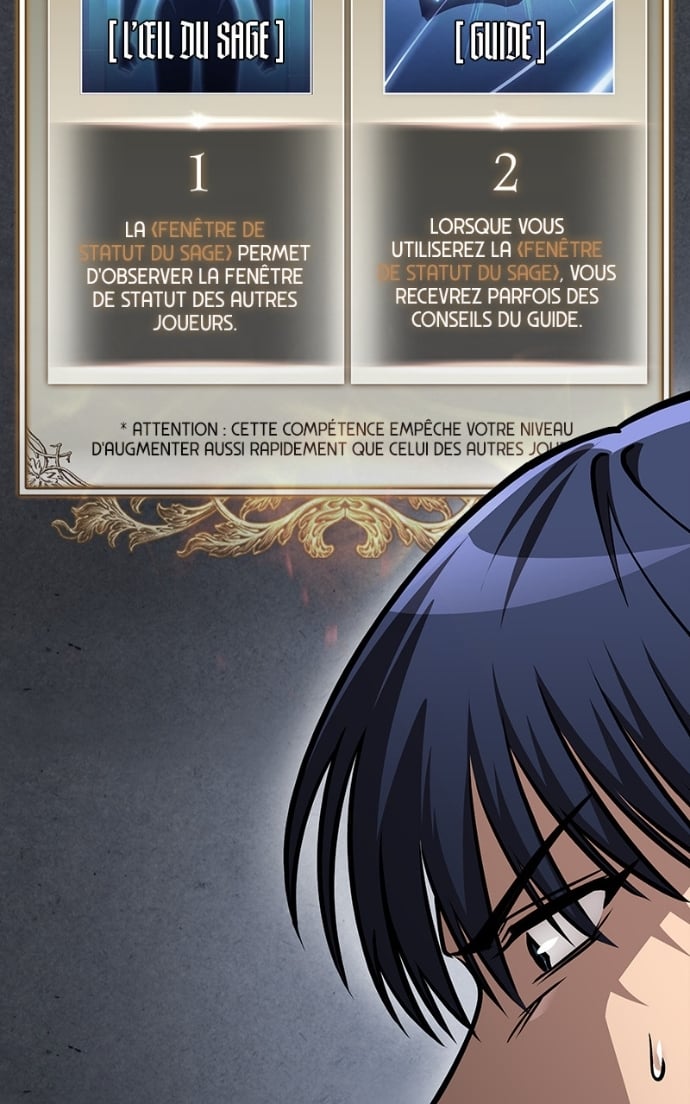 [L'ŒIL DU SAGE]
[GUIDE]
1
LA <FENÊTRE DE
STATUT DU SAGE> PERMET
D'OBSERVER LA FENÊTRE
DE STATUT DES AUTRES
JOUEURS.
2
LORSQUE VOUS
UTILISEREZ LA <FENÊTRE
DE STATUT DU SAGE>, VOUS
RECEVREZ PARFOIS DES
CONSEILS DU GUIDE.
* ATTENTION : CETTE COMPÉTENCE EMPÊCHE VOTRE NIVEAU
D'AUGMENTER AUSSI RAPIDEMENT QUE CELUI DES AUTRES